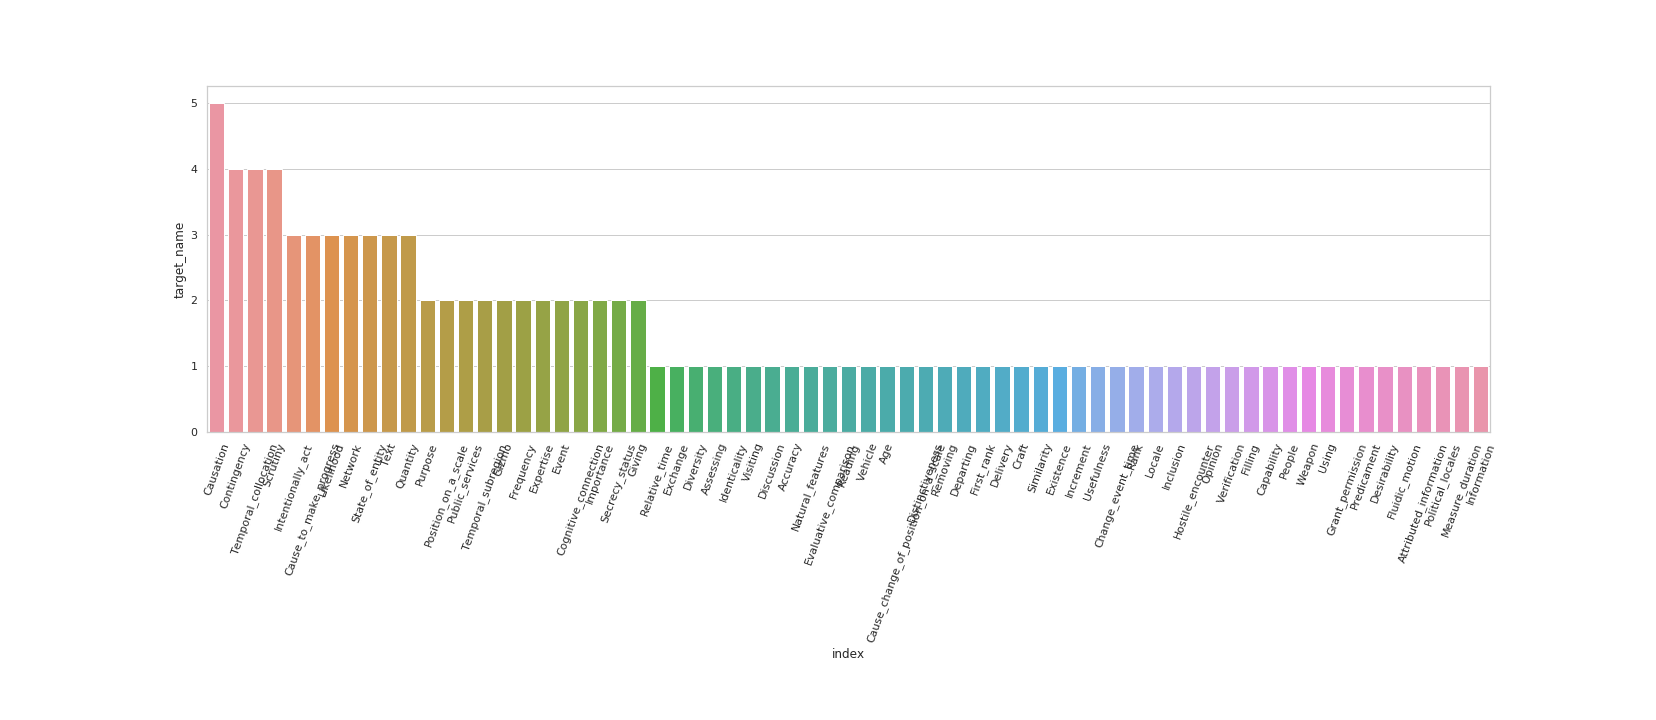 5
4
3
2
1
0
target_name
Causation
Contingency
Temporal_collocation
Scrutiny
Intentionally_act
Cause_to_make_progress
Likelihood
Network
State_of_entity
Text
Quantity
Purpose
Position_on_a_scale
Public_services
Temporal_subregion
Gizmo
Frequency
Expertise
Event
Cognitive_connection
Importance
Secrecy_status
Giving
Relative_time
Exchange
Diversity
Assessing
Identicality
Visiting
Discussion
Accuracy
Natural_features
Evaluative_comparison
Reading
Vehicle
Age
Cause_change_of_position_on_a_scale
Distinctiveness
Removing
Departing
First_rank
Delivery
Craft
Similarity
Existence
Increment
Usefulness
Change_event_time
Rank
Locale
Inclusion
Hostile_encounter
Opinion
Verification
Filling
Capability
People
Weapon
Using
Grant_permission
Predicament
Desirability
Fluidic_motion
Attributed_information
Political_locales
Measure_duration
Information
index